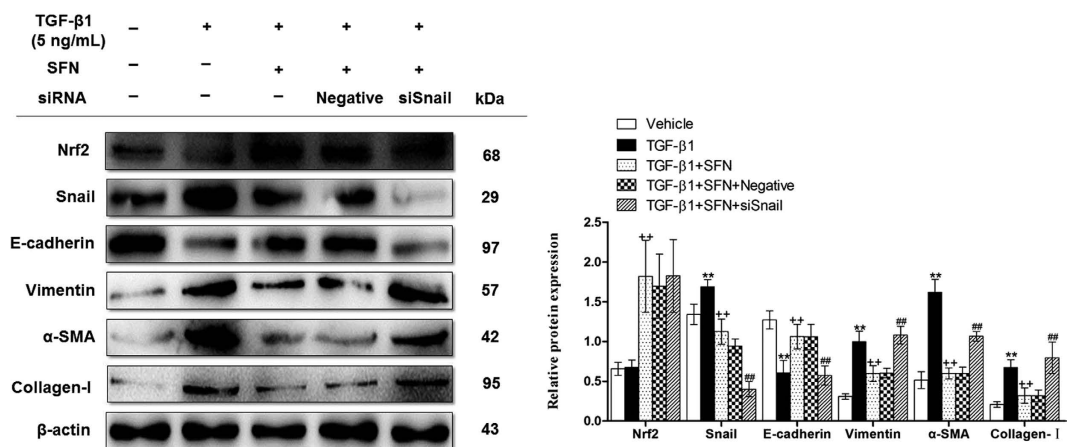 TGF-β1 – + + + +
(5 ng/mL)
SFN – – + + +
siRNA – – – Negative siSnail kDa
Nrf2 68
Snail 29
E-cadherin 97
Vimentin 57
α-SMA 42
Collagen-I 95
β-actin 43
Vehicle
TGF-β1
TGF-β1+SFN
TGF-β1+SFN+Negative
TGF-β1+SFN+siSnail
Relative protein expression
2.5
2.0
1.5
1.0
0.5
0.0
++
** ++ ##
** ++ ##
** ++ ##
** ++ ##
** ++ ##
Nrf2 Snail E-cadherin Vimentin α-SMA Collagen- I